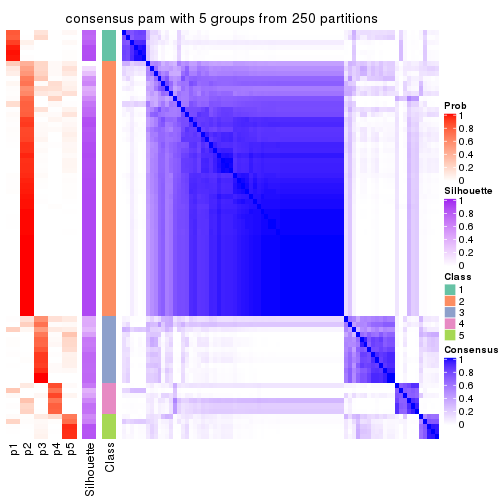 consensus pam with 5 groups from 250 partitions
Prob
1
0.8
0.6
0.4
0.2
0
Silhouette
1
0.8
0.6
0.4
0.2
0
Class
1
2
3
4
5
Consensus
1
0.8
0.6
0.4
0.2
0
p1
p2
p3
p4
p5
Silhouette
Class